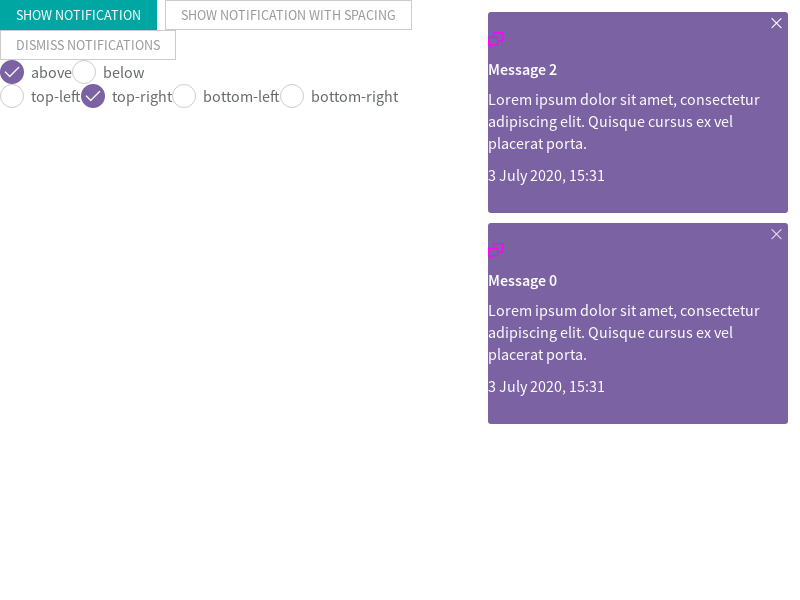 SHOW NOTIFICATION
SHOW NOTIFICATION WITH SPACING
DISMISS NOTIFICATIONS
above
below
top-left
top-right
bottom-left
bottom-right
Message 2
Lorem ipsum dolor sit amet, consectetur
adipiscing elit. Quisque cursus ex vel
placerat porta.
3 July 2020, 15:31
Message 0
Lorem ipsum dolor sit amet, consectetur
adipiscing elit. Quisque cursus ex vel
placerat porta.
3 July 2020, 15:31